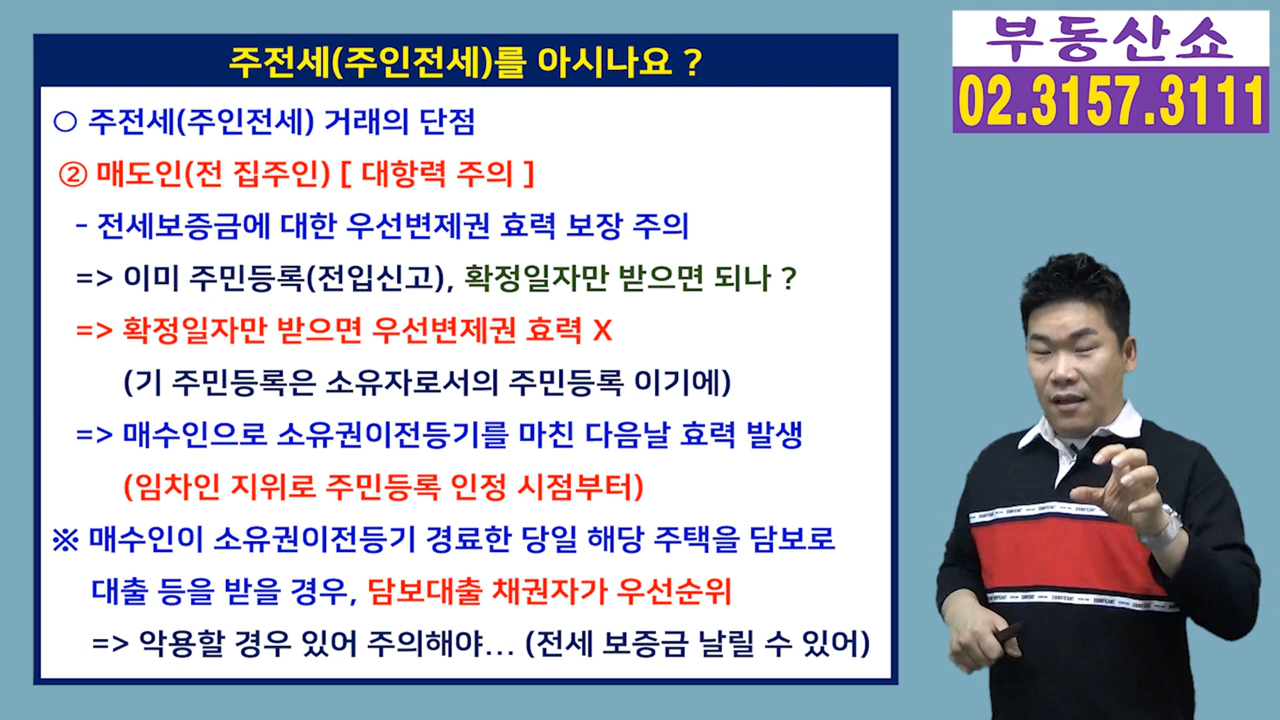 주전세(주인전세)를 아시나요 ?
부동산쇼
02.3157.3111
○ 주전세(주인전세) 거래의 단점
② 매도인(전 집주인) [ 대항력 주의 ]
- 전세보증금에 대한 우선변제권 효력 보장 주의
=> 이미 주민등록(전입신고), 확정일자만 받으면 되나 ?
=> 확정일자만 받으면 우선변제권 효력 X
(기 주민등록은 소유자로서의 주민등록 이기에)
=> 매수인으로 소유권이전등기를 마친 다음날 효력 발생
(임차인 지위로 주민등록 인정 시점부터)
※ 매수인이 소유권이전등기 경료한 당일 해당 주택을 담보로
대출 등을 받을 경우, 담보대출 채권자가 우선순위
=> 악용할 경우 있어 주의해야... (전세 보증금 날릴 수 있어)